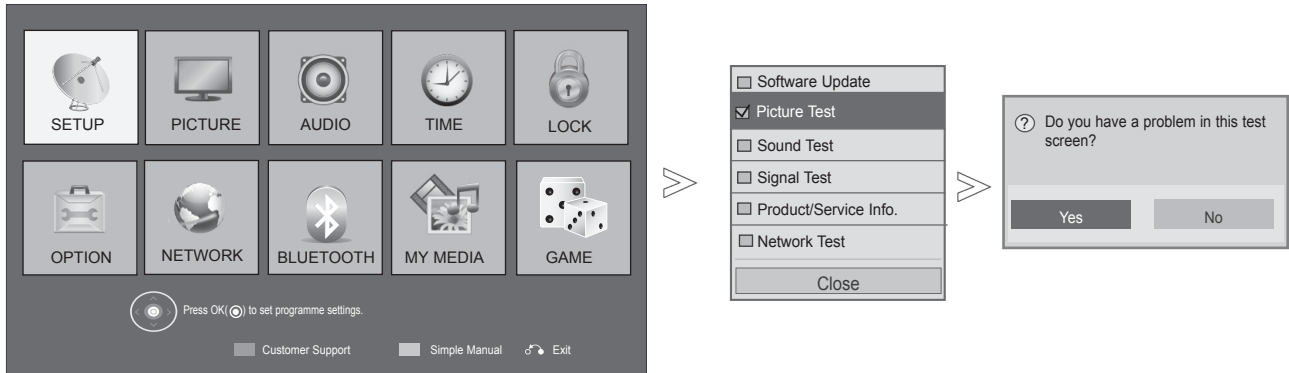 SETUP PICTURE AUDIO TIME LOCK
OPTION NETWORK BLUETOOTH MY MEDIA GAME
Press OK(◉) to set programme settings.
Customer Support Simple Manual Exit
Software Update
Picture Test
Sound Test
Signal Test
Product/Service Info.
Network Test
Close
? Do you have a problem in this test
screen?
Yes No